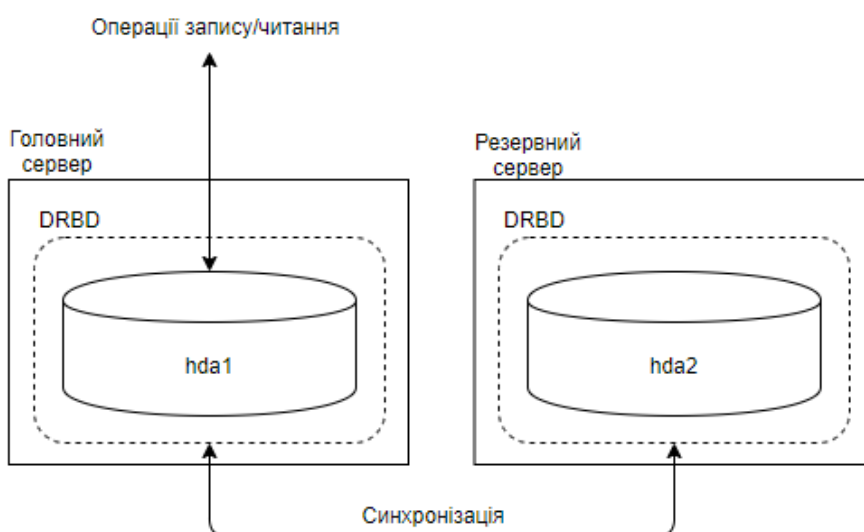 Операції запису/читання
Головний
сервер
Резервний
сервер
DRBD
DRBD
hda1
hda2
Синхронізація